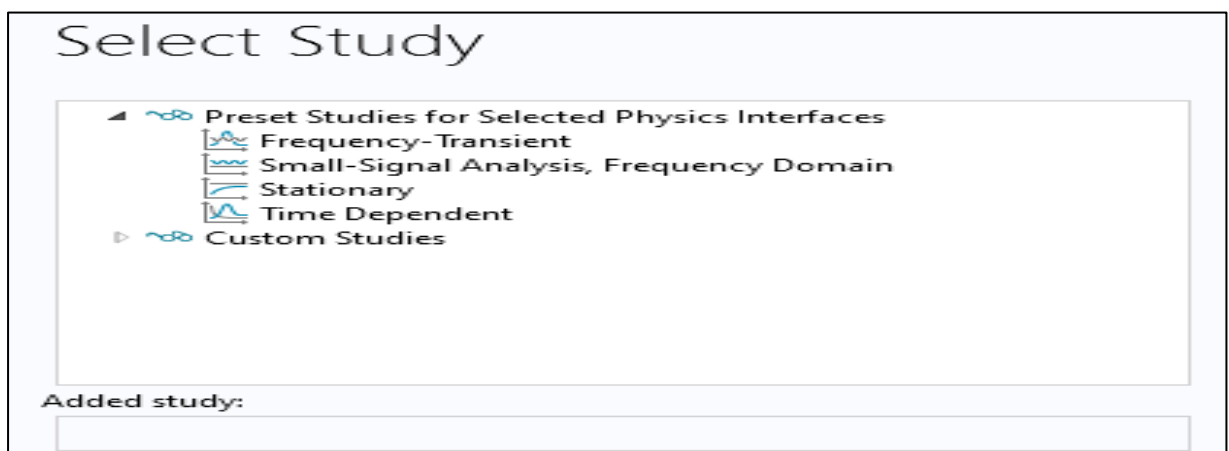 Select Study
Preset Studies for Selected Physics Interfaces
Frequency-Transient
Small-Signal Analysis, Frequency Domain
Stationary
Time Dependent
Custom Studies
Added study: